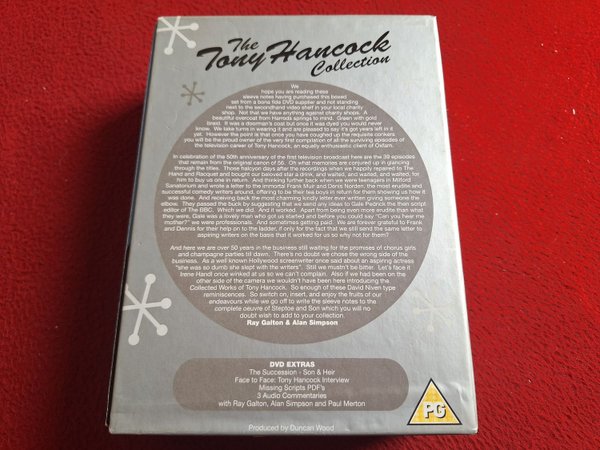 The
Tony Hancock
Collection
We
hope you are reading these
sleeve notes having purchased this boxed
set from a bona fide DVD supplier and not standing
next to the secondhand video shelf in your local charity
shop. Not that we have anything against charity shops. A
beautiful overcoat from Harrods springs to mind. Green with gold
braid. It was a doorman's coat but once it was dyed you would never
know. We take turns in wearing it and are pleased to say it's got years left in it
yet. However the point is that once you have coughed up the requisite conkers
you will be the proud owner of the very first compilation of all the surviving episodes of
the television career of Tony Hancock, an equally enthusiastic client of Oxfam.
In celebration of the 50th anniversary of the first television broadcast here are the 39 episodes
that remain from the original canon of 56. Oh what memories are conjured up in glancing
through the titles. Those halcyon days after the recordings when we happily repaired to The
Hand and Racquet and bought our beloved star a drink, and waited, and waited, and waited, for
him to buy us one in return. And thinking further back when we were teenagers in Milford
Sanatorium and wrote a letter to the immortal Frank Muir and Denis Norden, the most erudite and
successful comedy writers around, offering to be their tea boys in return for them showing us how it
was done. And receiving back the most charming kindly letter ever written giving someone the
elbow. They passed the buck by suggesting that we send any ideas to Gale Pedrick the then script
editor of The BBC. Which we did. And it worked. Apart from being even more erudite than what
they were, Gale was a lovely man who got us started and before you could say "Can you hear me
mother?" we were professionals. And sometimes getting paid. We are forever grateful to Frank
and Dennis for their help on to the ladder, if only for the fact that we still send the same letter to
aspiring writers on the basis that it worked for us so why not for them?
And here we are over 50 years in the business still waiting for the promises of chorus girls
and champagne parties till dawn. There's no doubt we chose the wrong side of the
business. As a well known Hollywood screenwriter once said about an aspiring actress
"she was so dumb she slept with the writers". Still we mustn't be bitter. Let's face it
Irene Handl once winked at us so we can't complain. Also if we had been on the
other side of the camera we wouldn't have been here introducing the
Collected Works of Tony Hancock. So enough of these David Niven type
reminiscences. So switch on, insert, and enjoy the fruits of our
endeavours while we go off to write the sleeve notes to the
complete oeuvre of Steptoe and Son which you will no
doubt wish to add to your collection.
Ray Galton & Alan Simpson
DVD EXTRAS
The Succession - Son & Heir
Face to Face: Tony Hancock Interview
Missing Scripts PDF's
3 Audio Commentaries
with Ray Galton, Alan Simpson and Paul Merton
PG
Produced by Duncan Wood